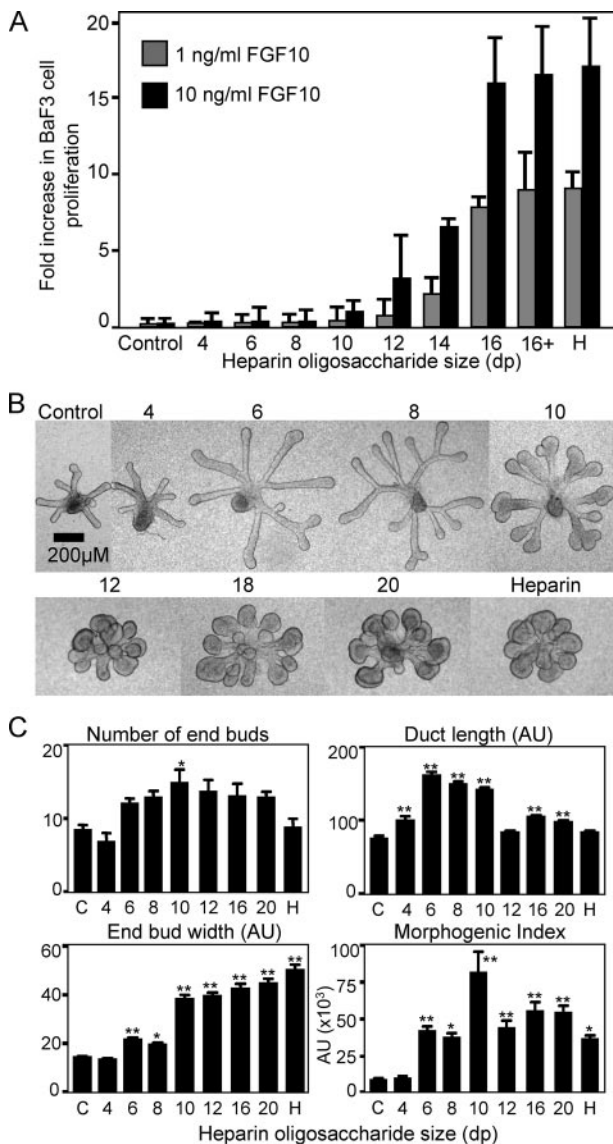 A
20
15
10
5
0
Fold increase in BaF3 cell
proliferation
1 ng/ml FGF10
10 ng/ml FGF10
Control 4 6 8 10 12 14 16 16+ H
Heparin oligosaccharide size (dp)
B
Control 4 6 8 10
200µM
12 18 20 Heparin
C
Number of end buds
20
10
0
*
C 4 6 8 10 12 16 20 H
Duct length (AU)
200
100
0
** ** ** ** ** **
C 4 6 8 10 12 16 20 H
End bud width (AU)
60
40
20
0
** * ** ** ** ** **
C 4 6 8 10 12 16 20 H
Morphogenic Index
AU (x10³)
100
75
50
25
0
** * ** ** ** ** *
C 4 6 8 10 12 16 20 H
Heparin oligosaccharide size (dp)